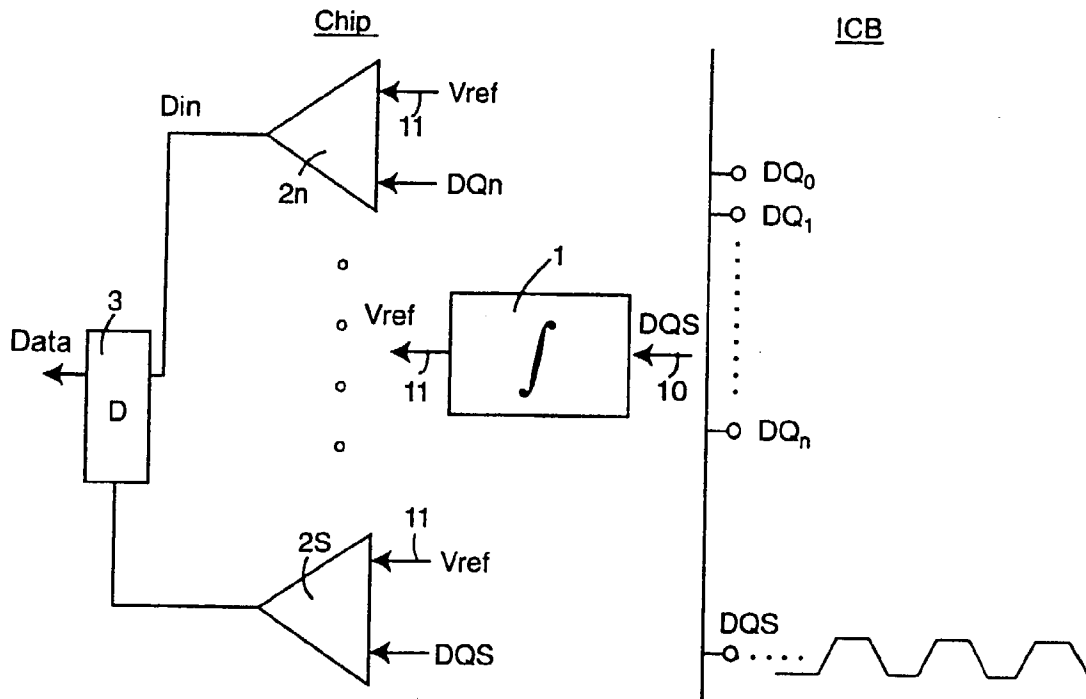 Chip
ICB
Vref
11
Din
2n
DQn
DQ0
DQ1
1
3
Vref
DQS
Data
11
10
∫
D
DQn
11
2S
Vref
DQS
DQS